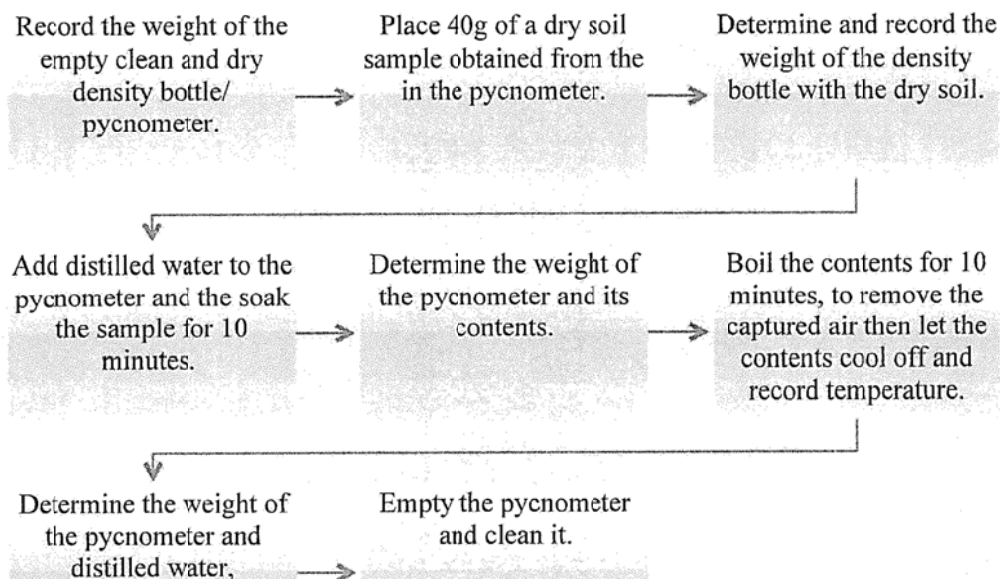 Record the weight of the
empty clean and dry
density bottle/
pycnometer.
Place 40g of a dry soil
sample obtained from the
in the pycnometer.
Determine and record the
weight of the density
bottle with the dry soil.
Add distilled water to the
pycnometer and the soak
the sample for 10
minutes.
Determine the weight of
the pycnometer and its
contents.
Boil the contents for 10
minutes, to remove the
captured air then let the
contents cool off and
record temperature.
Determine the weight of
the pycnometer and
distilled water,
Empty the pycnometer
and clean it.